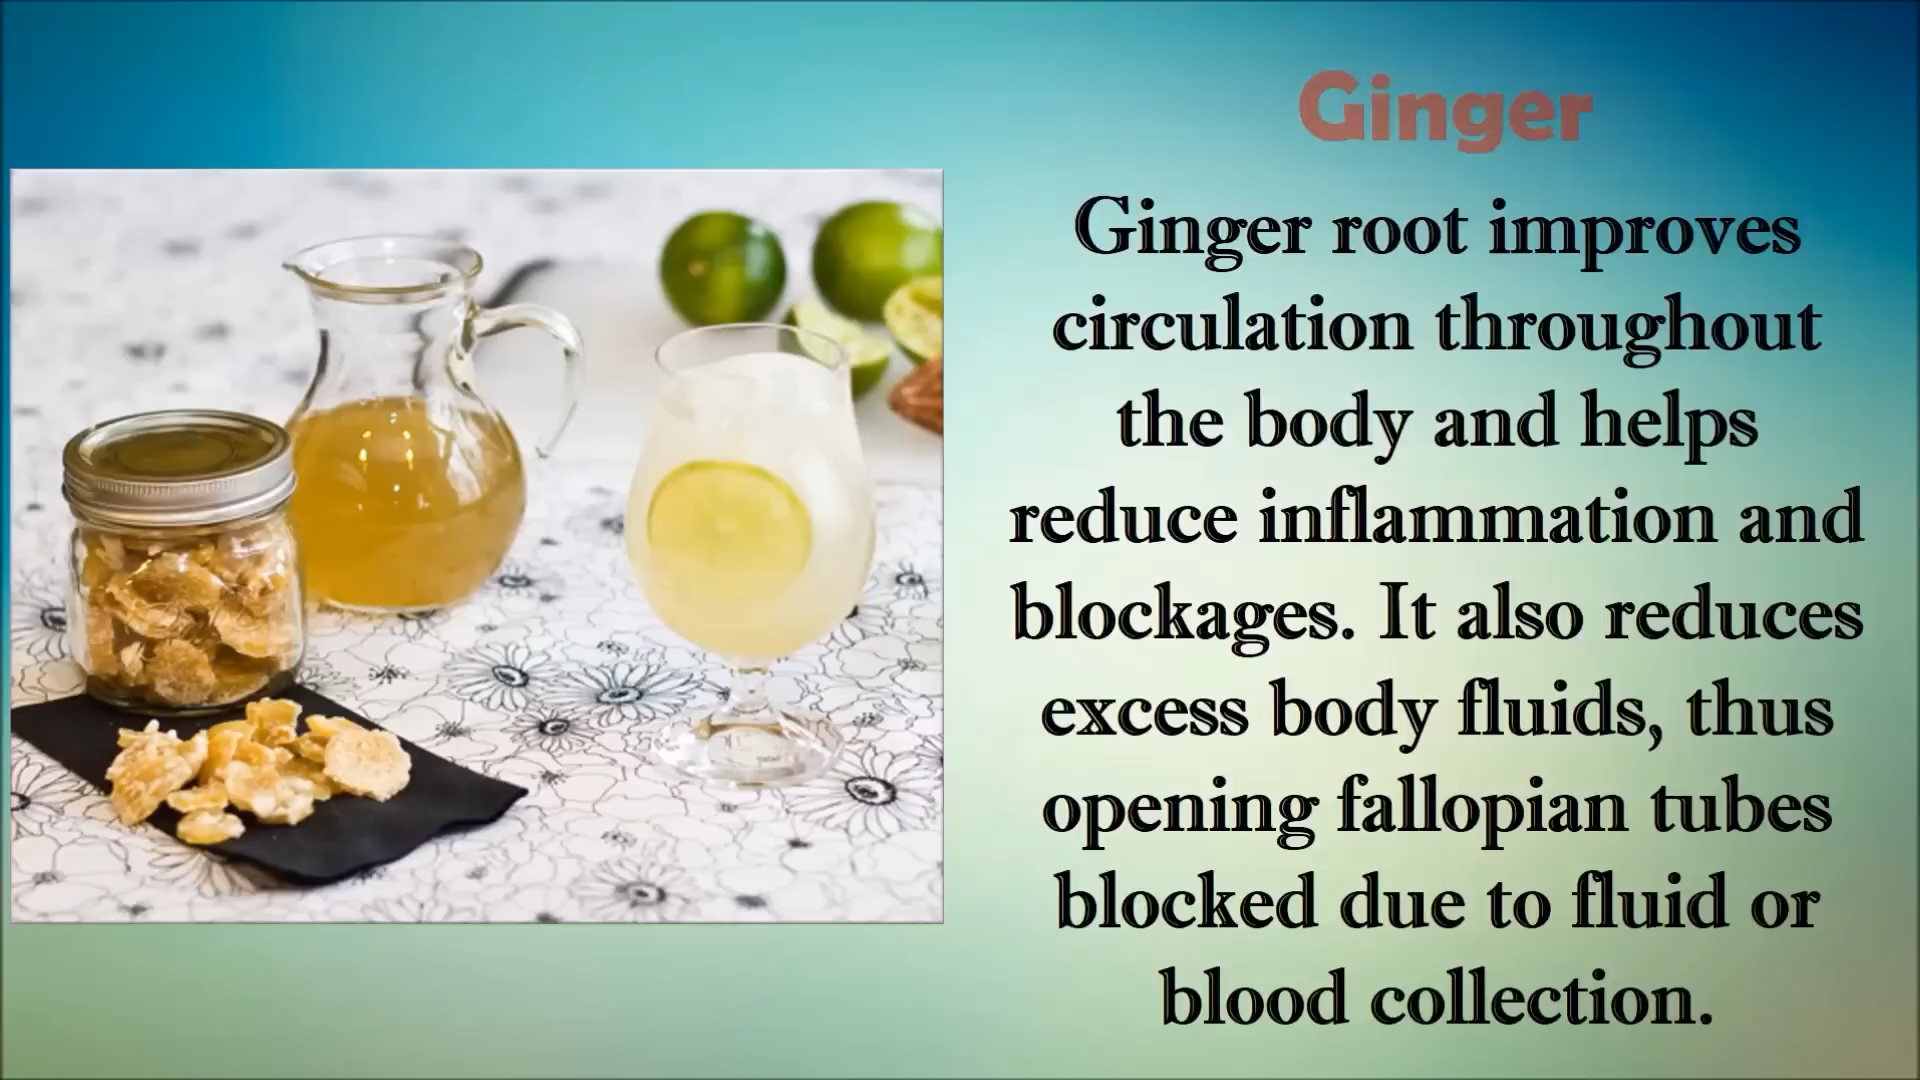 Ginger
Ginger root improves
circulation throughout
the body and helps
reduce inflammation and
blockages. It also reduces
excess body fluids, thus
opening fallopian tubes
blocked due to fluid or
blood collection.